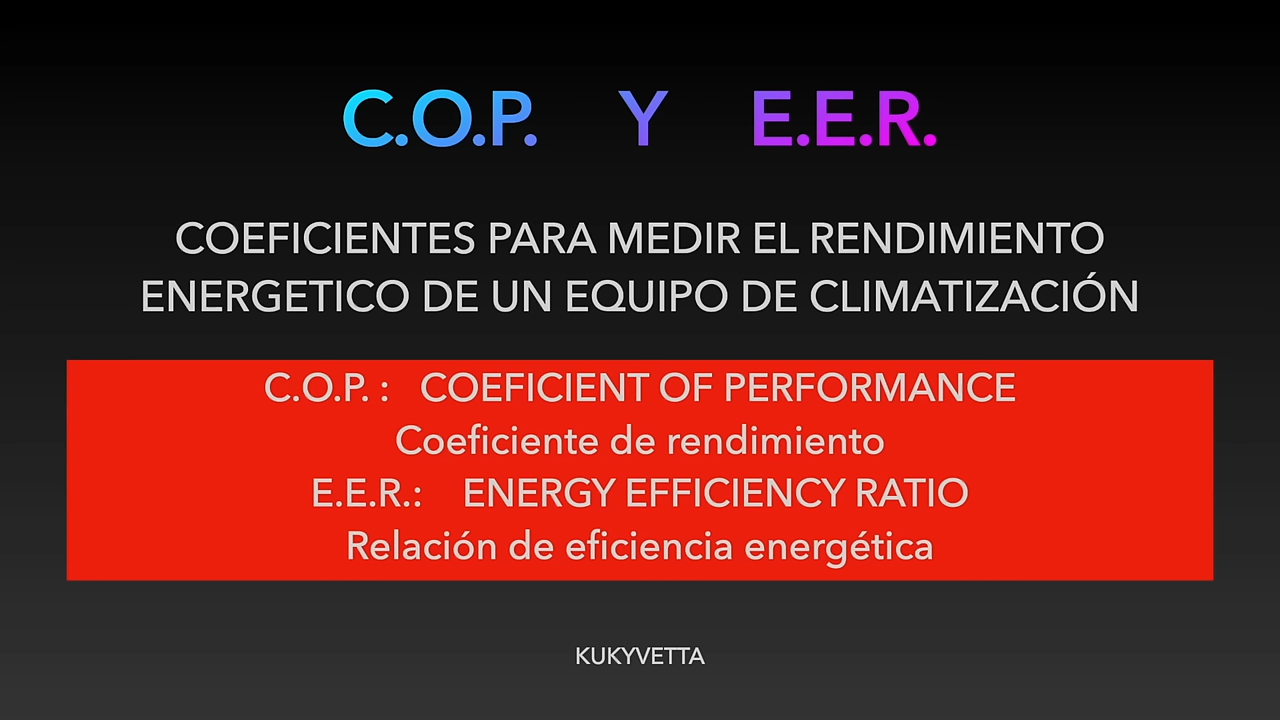 C.O.P. Y E.E.R.
COEFICIENTES PARA MEDIR EL RENDIMIENTO
ENERGETICO DE UN EQUIPO DE CLIMATIZACIÓN
C.O.P. : COEFICIENT OF PERFORMANCE
Coeficiente de rendimiento
E.E.R.: ENERGY EFFICIENCY RATIO
Relación de eficiencia energética
KUKYVETTA